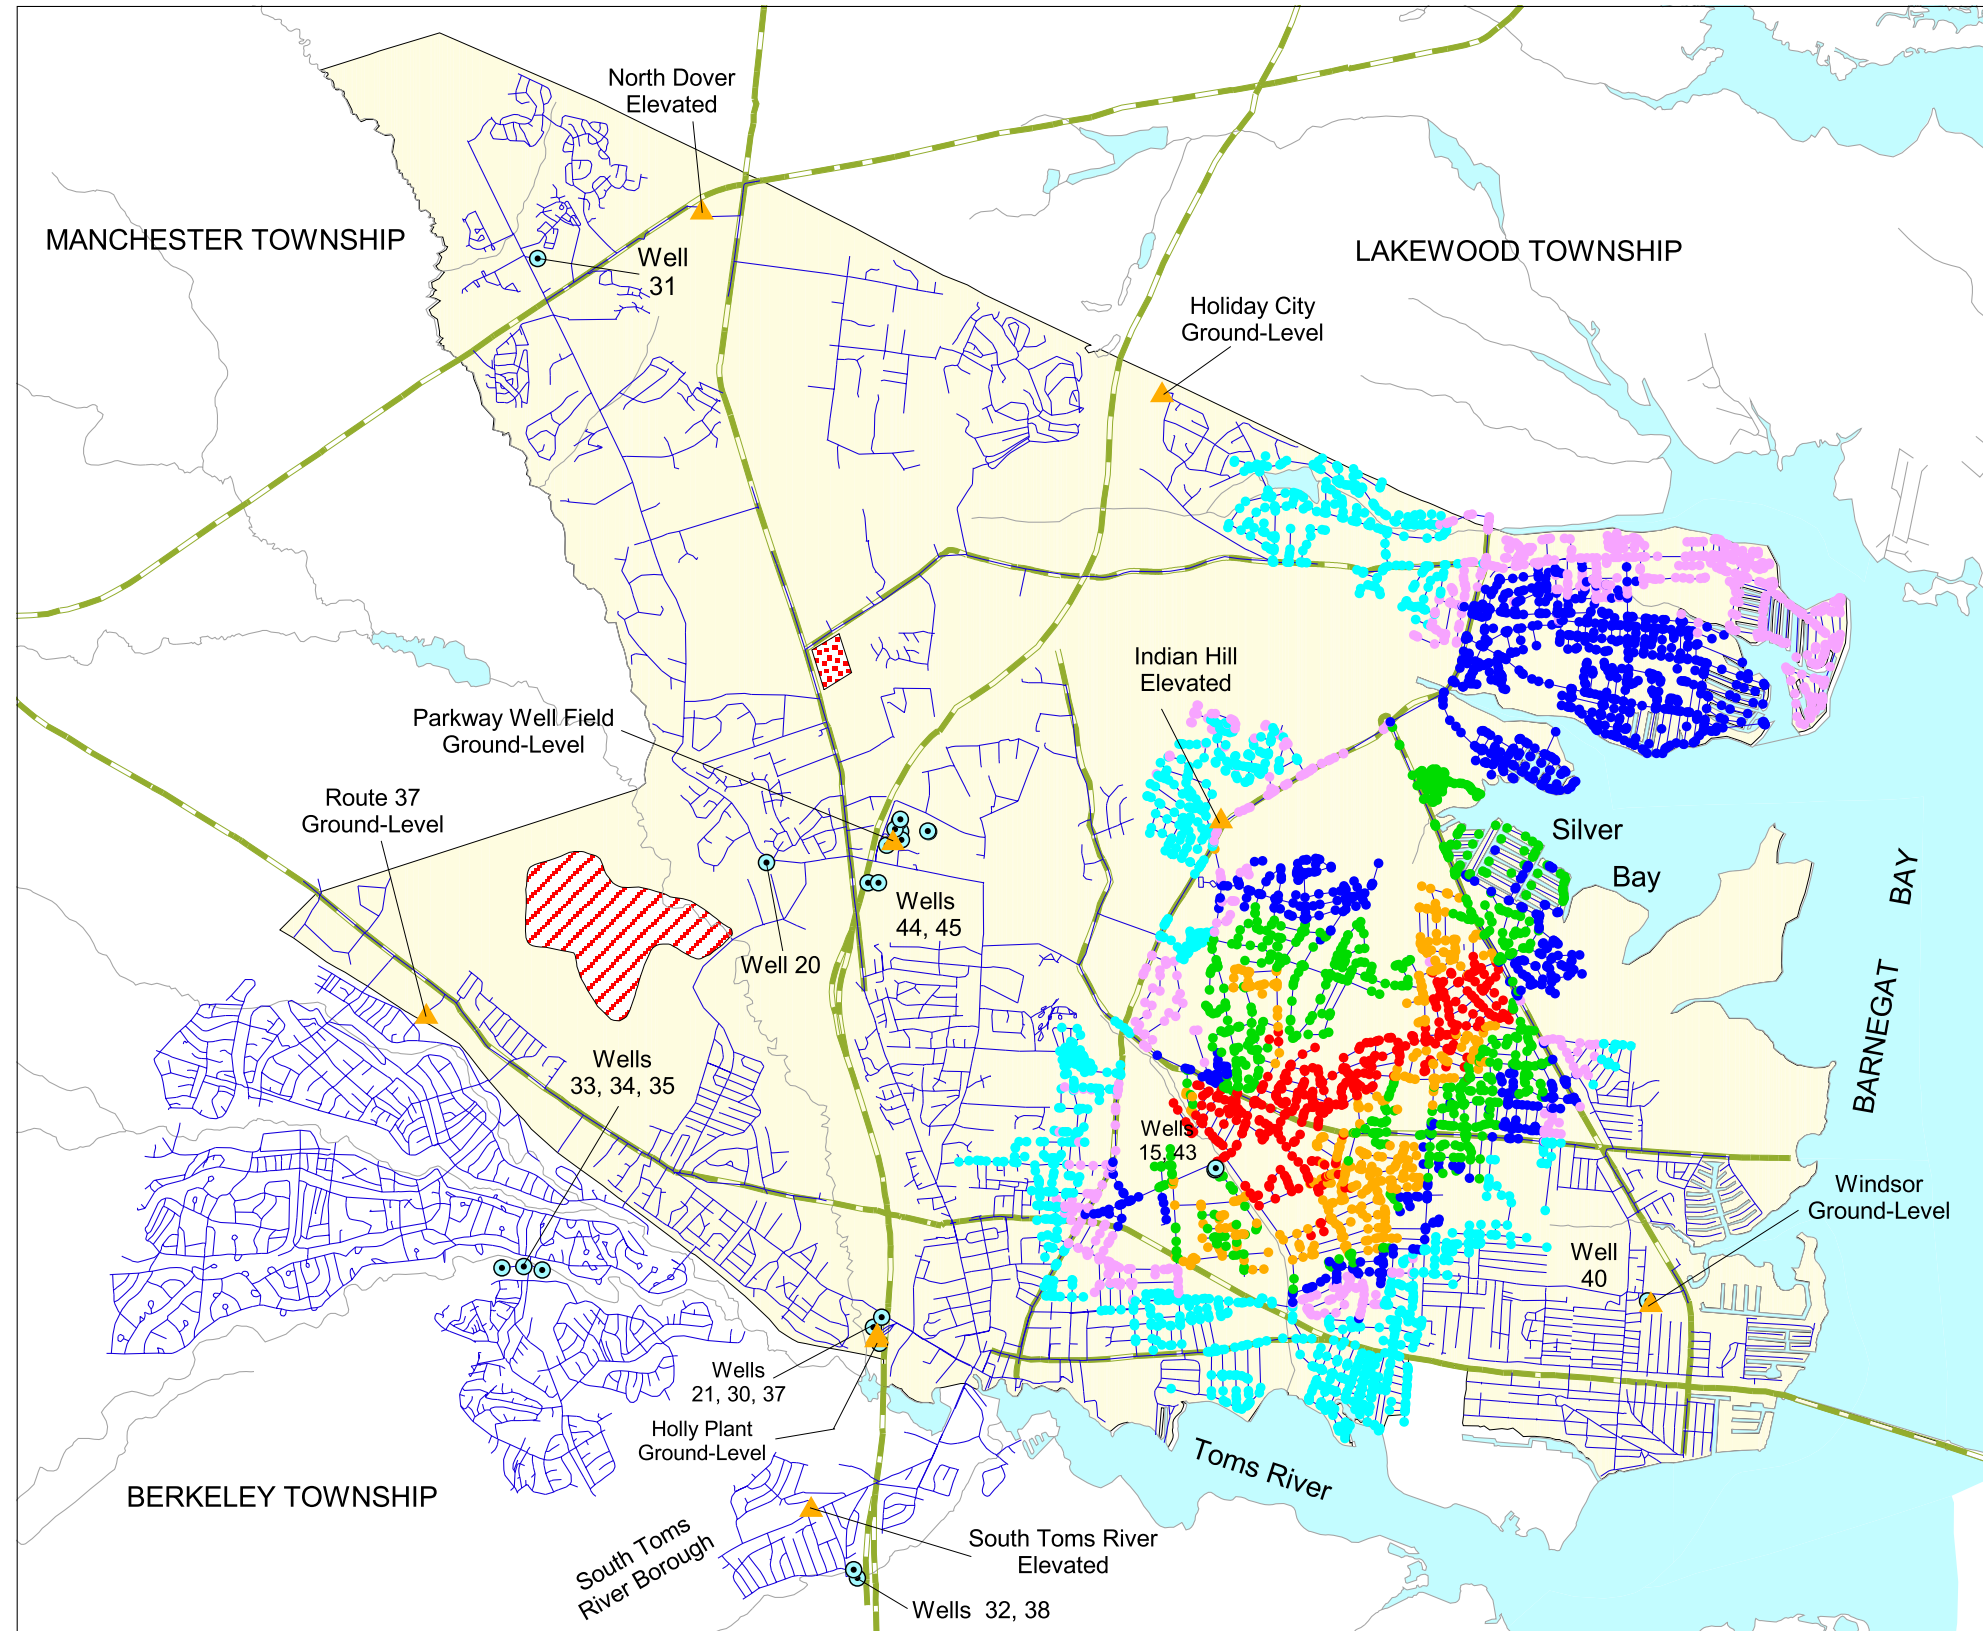 North Dover
Elevated
MANCHESTER TOWNSHIP
Well
31
LAKEWOOD TOWNSHIP
Holiday City
Ground-Level
Indian Hill
Elevated
Parkway Well Field
Ground-Level
Route 37
Ground-Level
Silver
Bay
BARNEGAT BAY
Wells
44, 45
Well 20
Wells
33, 34, 35
Wells
15, 43
Windsor
Ground-Level
Well
40
Wells
21, 30, 37
Holly Plant
Ground-Level
Toms River
BERKELEY TOWNSHIP
South Toms
River Borough
South Toms River
Elevated
Wells 32, 38